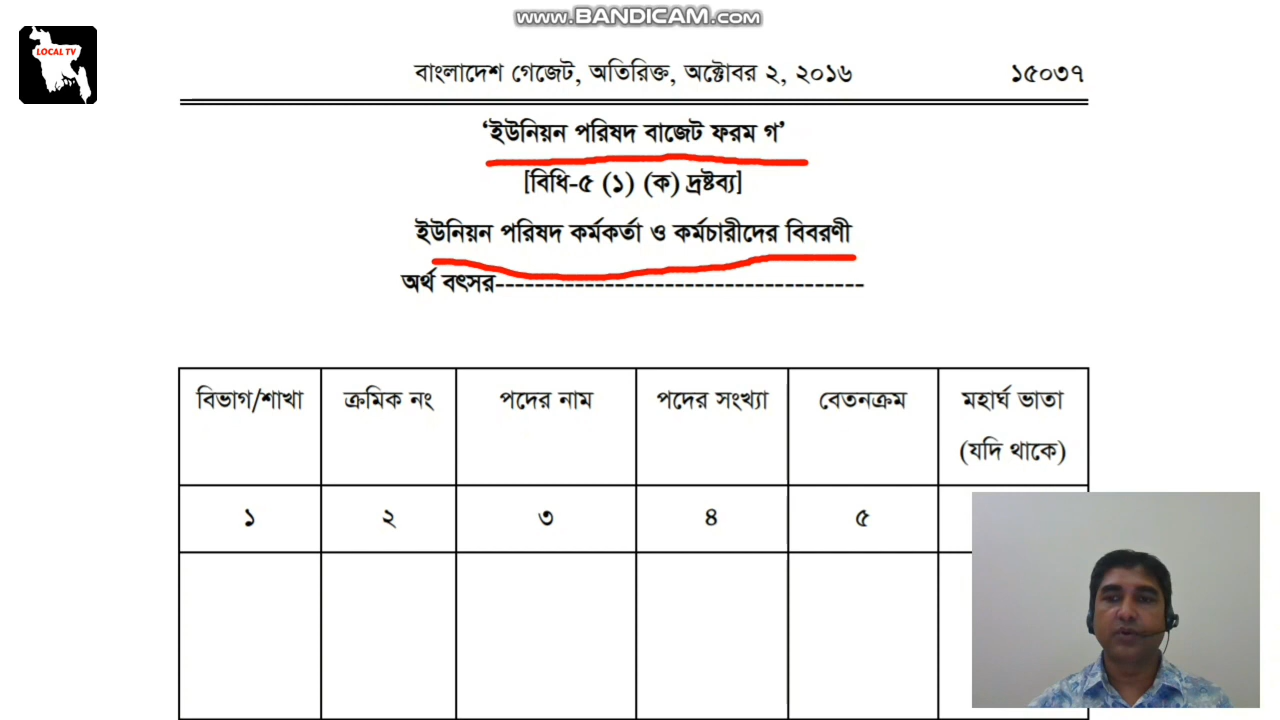 www.BANDICAM.com
LOCAL TV
বাংলাদেশ গেজেট, অতিরিক্ত, অক্টোবর ২, ২০১৬ ১৫০৩৭
‘ইউনিয়ন পরিষদ বাজেট ফরম গ’
[বিধি-৫ (১) (ক) দ্রষ্টব্য]
ইউনিয়ন পরিষদ কর্মকর্তা ও কর্মচারীদের বিবরণী
অর্থ বৎসর-------------------------------------
বিভাগ/শাখা ক্রমিক নং পদের নাম পদের সংখ্যা বেতনক্রম মহার্ঘ ভাতা
(যদি থাকে)
১ ২ ৩ ৪ ৫